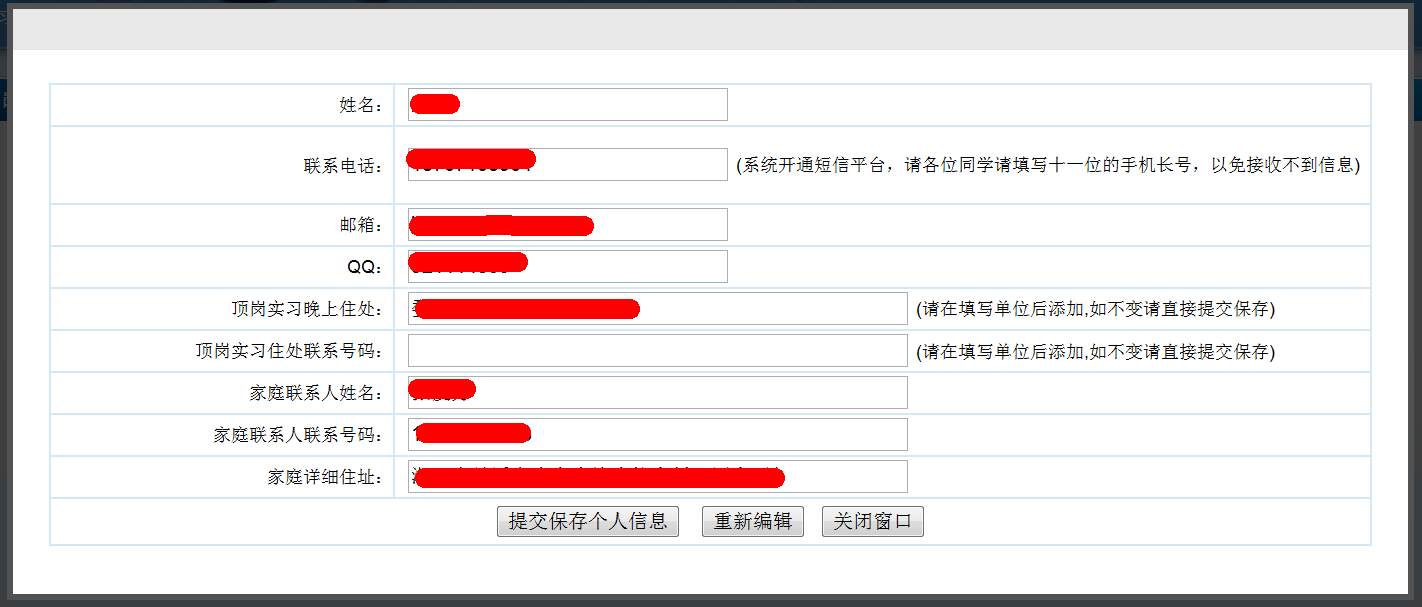 姓名：
联系电话： (系统开通短信平台，请各位同学请填写十一位的手机长号，以免接收不到信息)
邮箱：
QQ：
顶岗实习晚上住处： (请在填写单位后添加,如不变请直接提交保存)
顶岗实习住处联系号码： (请在填写单位后添加,如不变请直接提交保存)
家庭联系人姓名：
家庭联系人联系号码：
家庭详细住址：
提交保存个人信息 重新编辑 关闭窗口